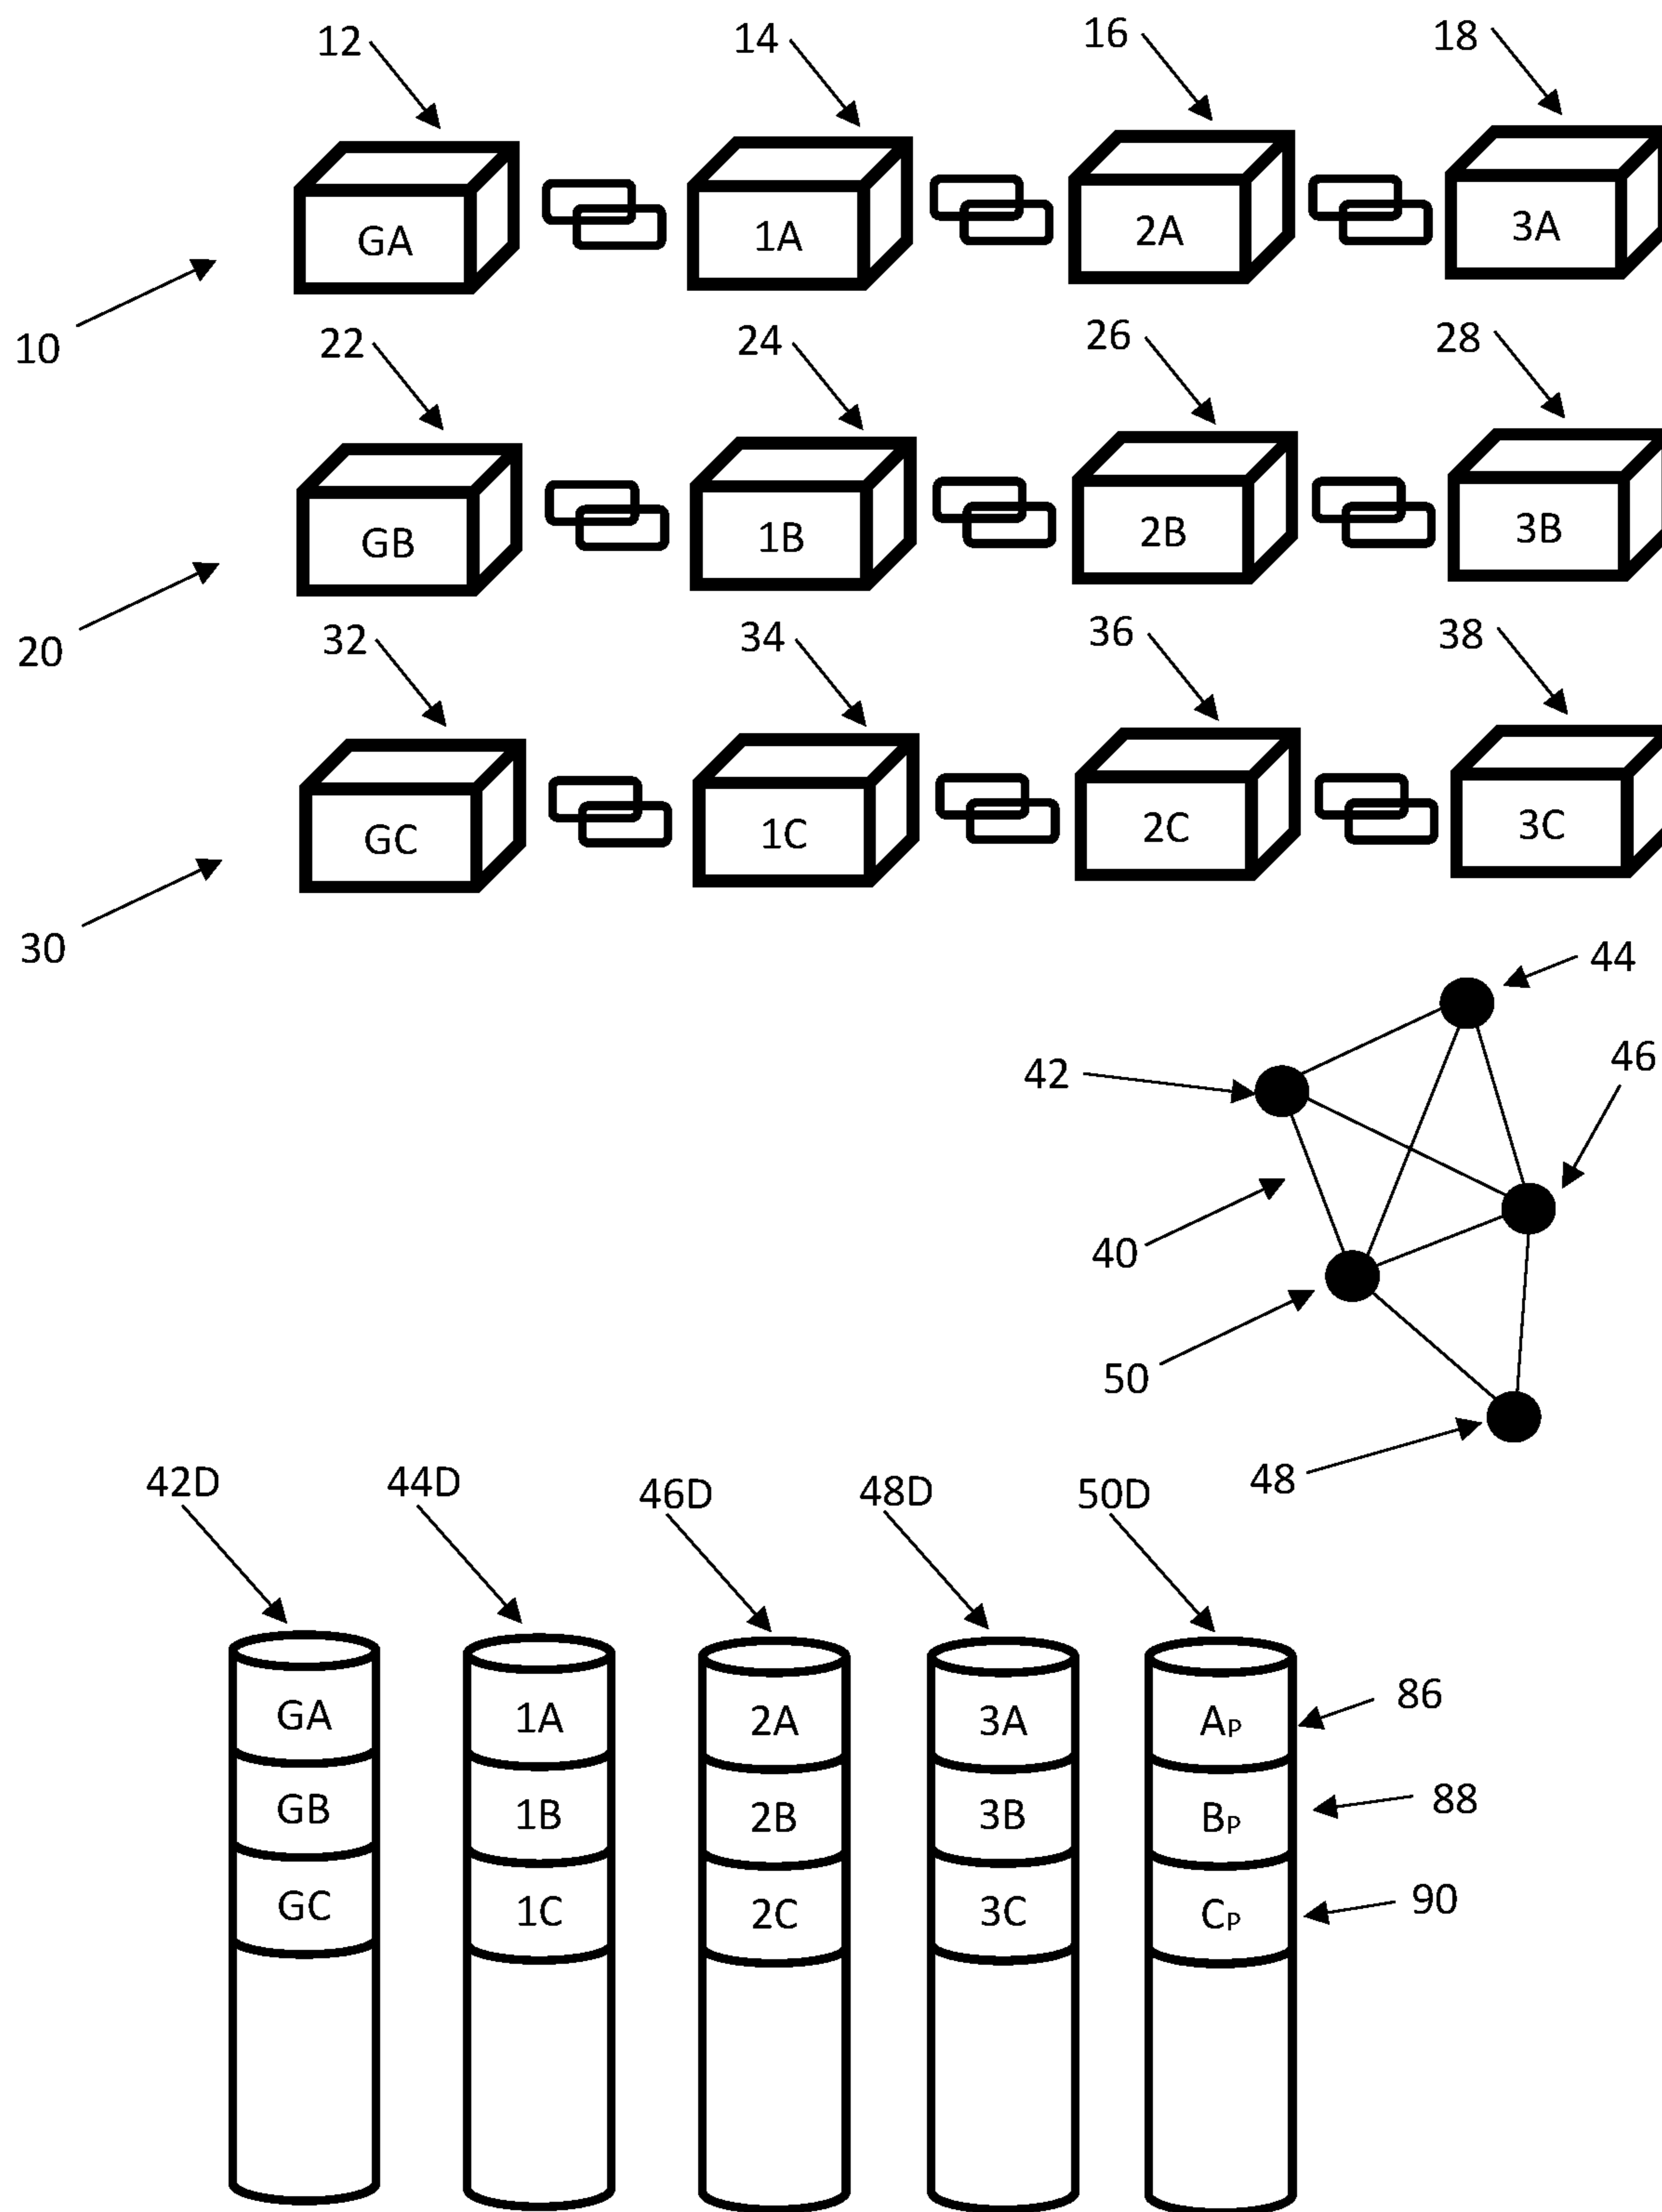 12 14 16 18
GA 1A 2A 3A
10
22 24 26 28
GB 1B 2B 3B
20
32 34 36 38
GC 1C 2C 3C
30
44
42 46
40
50
48
42D 44D 46D 48D 50D
GA 1A 2A 3A AP 86
GB 1B 2B 3B BP 88
GC 1C 2C 3C CP 90